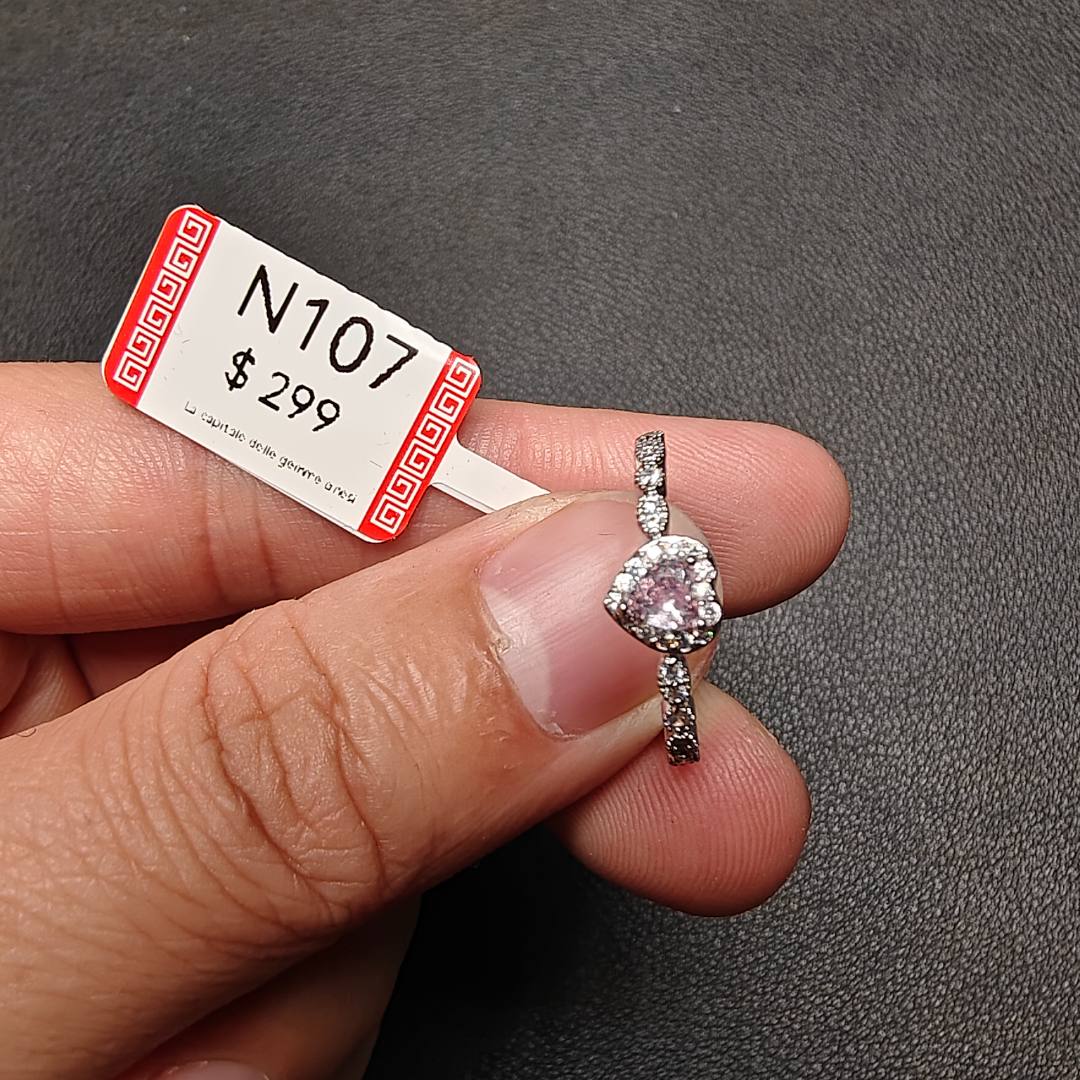 N107
$ 299
La capitale delle gemme